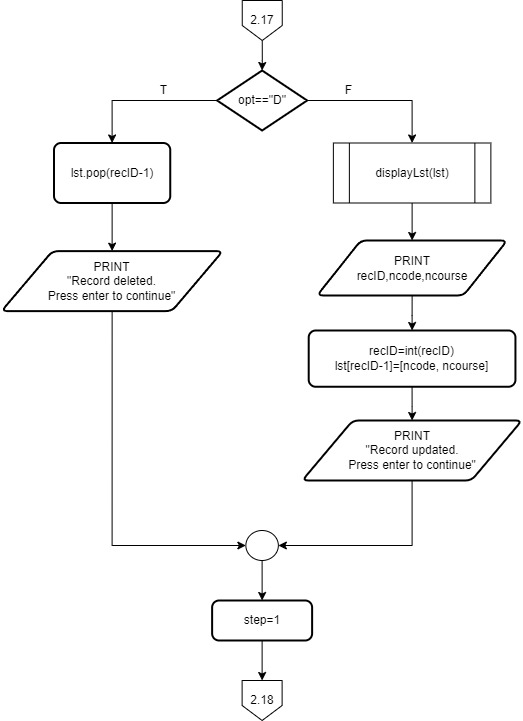 2.17
opt=="D"
T
F
lst.pop(recID-1)
PRINT
"Record deleted.
Press enter to continue"
displayLst(lst)
PRINT
recID,ncode,ncourse
recID=int(recID)
lst[recID-1]=[ncode, ncourse]
PRINT
"Record updated.
Press enter to continue"
step=1
2.18